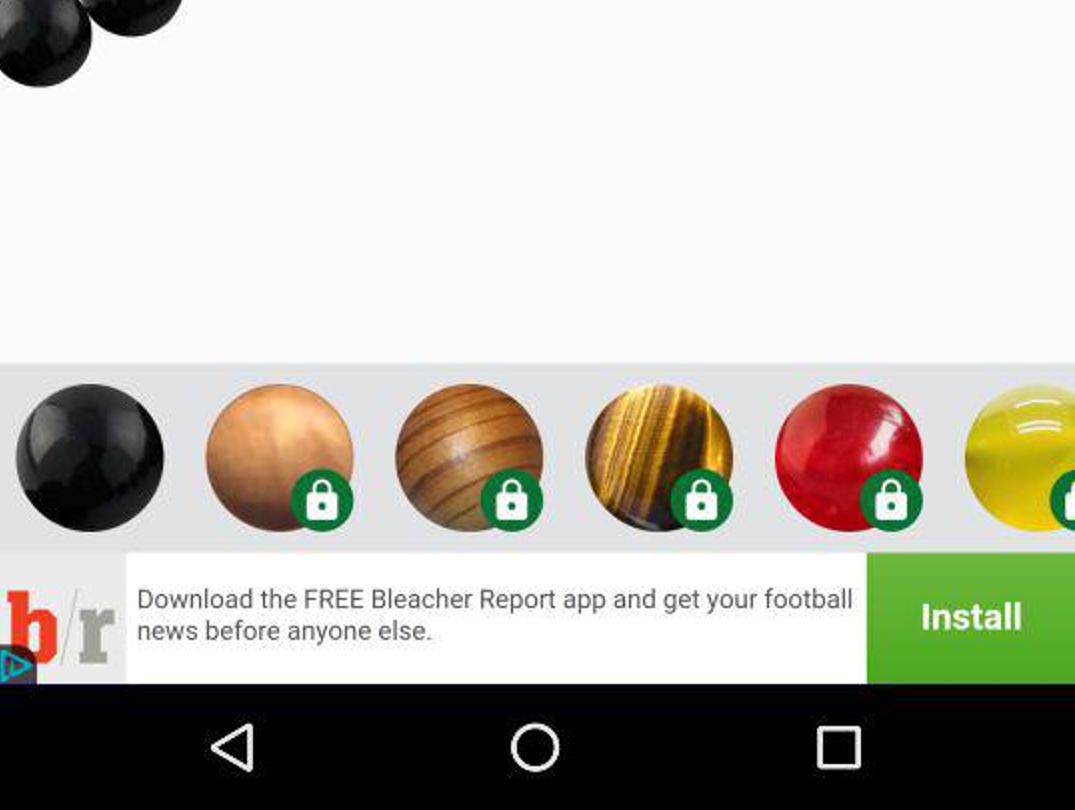 b/r
Download the FREE Bleacher Report app and get your football
news before anyone else.
Install